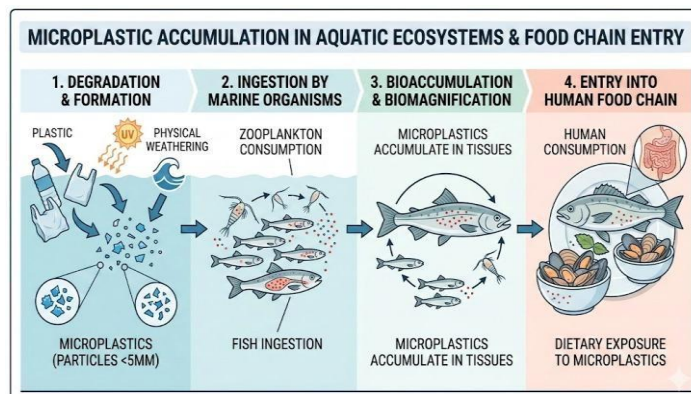 MICROPLASTIC ACCUMULATION IN AQUATIC ECOSYSTEMS & FOOD CHAIN ENTRY
1. DEGRADATION
& FORMATION
PLASTIC
UV
PHYSICAL
WEATHERING
MICROPLASTICS
(PARTICLES <5MM)
2. INGESTION BY
MARINE ORGANISMS
ZOOPLANKTON
CONSUMPTION
FISH INGESTION
3. BIOACCUMULATION
& BIOMAGNIFICATION
MICROPLASTICS
ACCUMULATE IN TISSUES
MICROPLASTICS
ACCUMULATE IN TISSUES
4. ENTRY INTO
HUMAN FOOD CHAIN
HUMAN
CONSUMPTION
DIETARY EXPOSURE
TO MICROPLASTICS